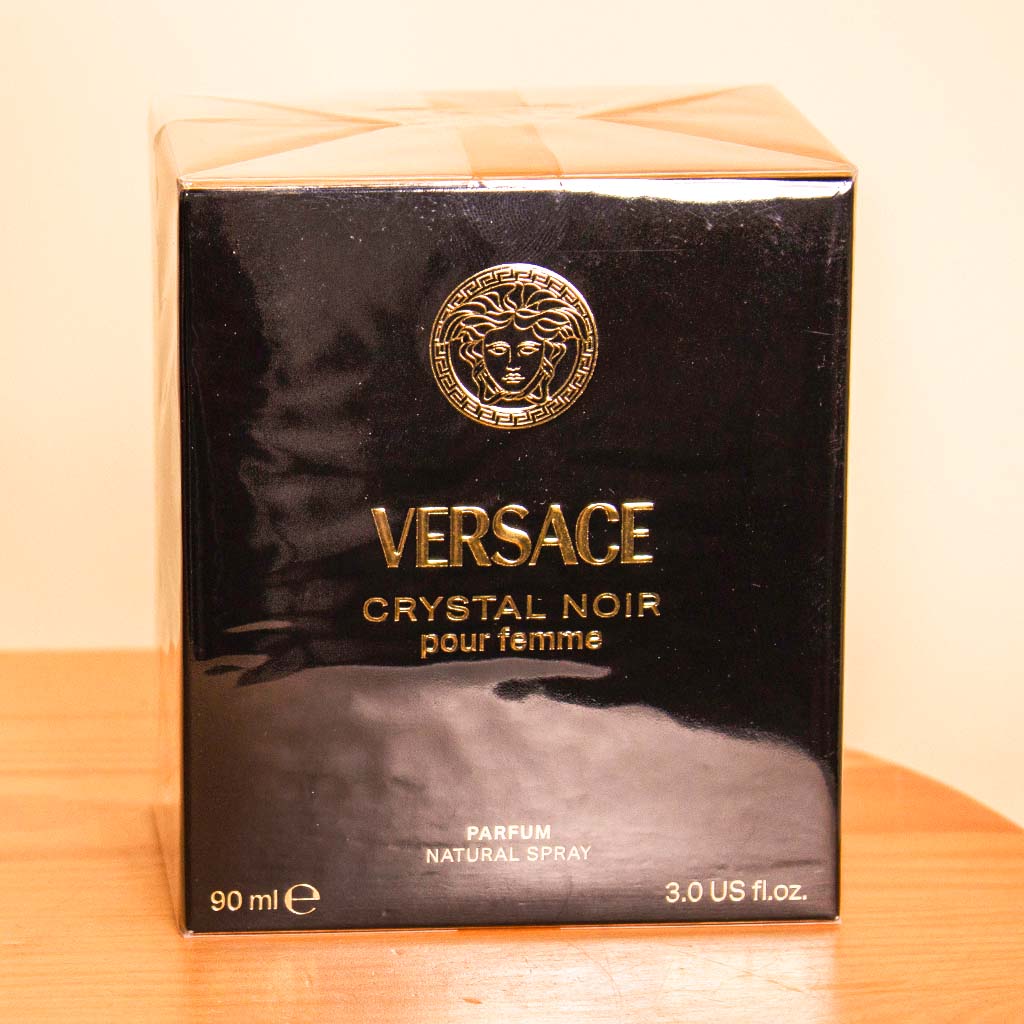 VERSACE
CRYSTAL NOIR
pour femme
PARFUM
NATURAL SPRAY
90 ml ℮
3.0 US fl.oz.